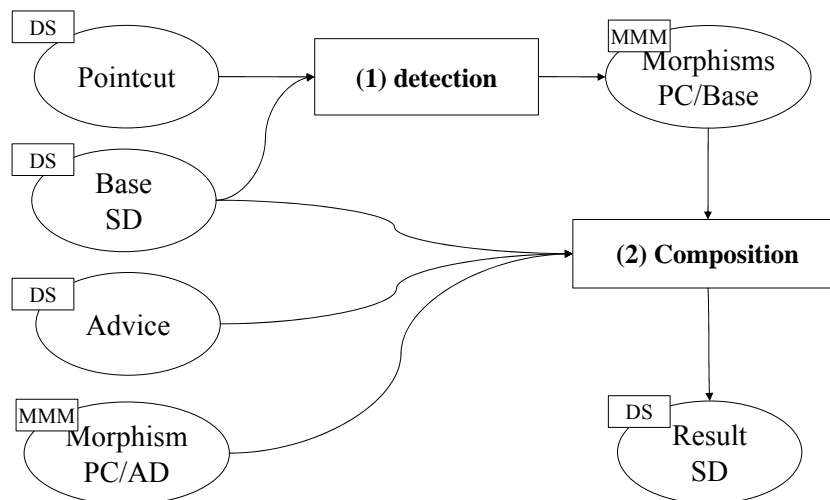 DS
Pointcut
(1) detection
MMM
Morphisms
PC/Base
DS
Base
SD
(2) Composition
DS
Advice
MMM
Morphism
PC/AD
DS
Result
SD